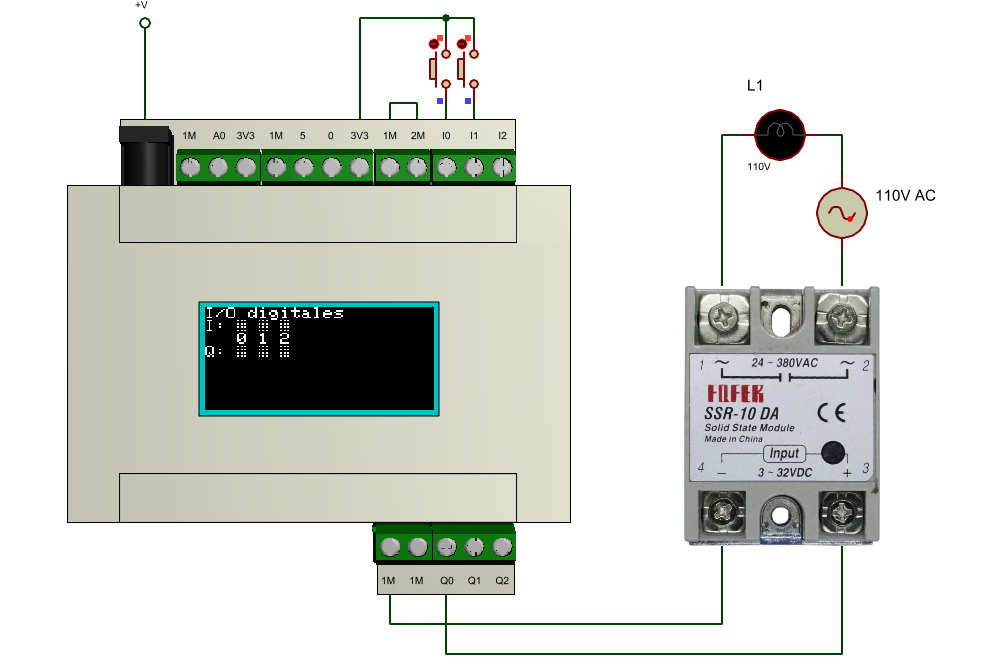 +V
1M A0 3V3 1M 5 0 3V3 1M 2M I0 I1 I2
L1
110V
110V AC
I/O digitales
I:
0 1 2
Q:
1 ~ 24 ~ 380VAC ~ 2
FQFER
SSR-10 DA
CE
Solid State Module
Made in China
Input
4 − 3 ~ 32VDC + 3
1M 1M Q0 Q1 Q2